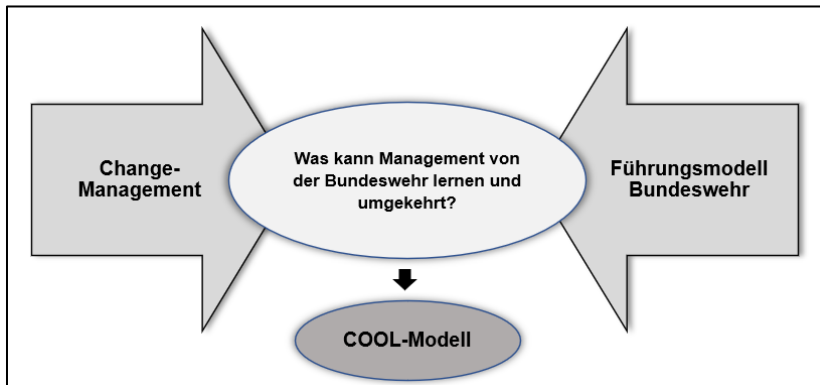 Change-
Management
Was kann Management von
der Bundeswehr lernen und
umgekehrt?
Führungsmodell
Bundeswehr
COOL-Modell